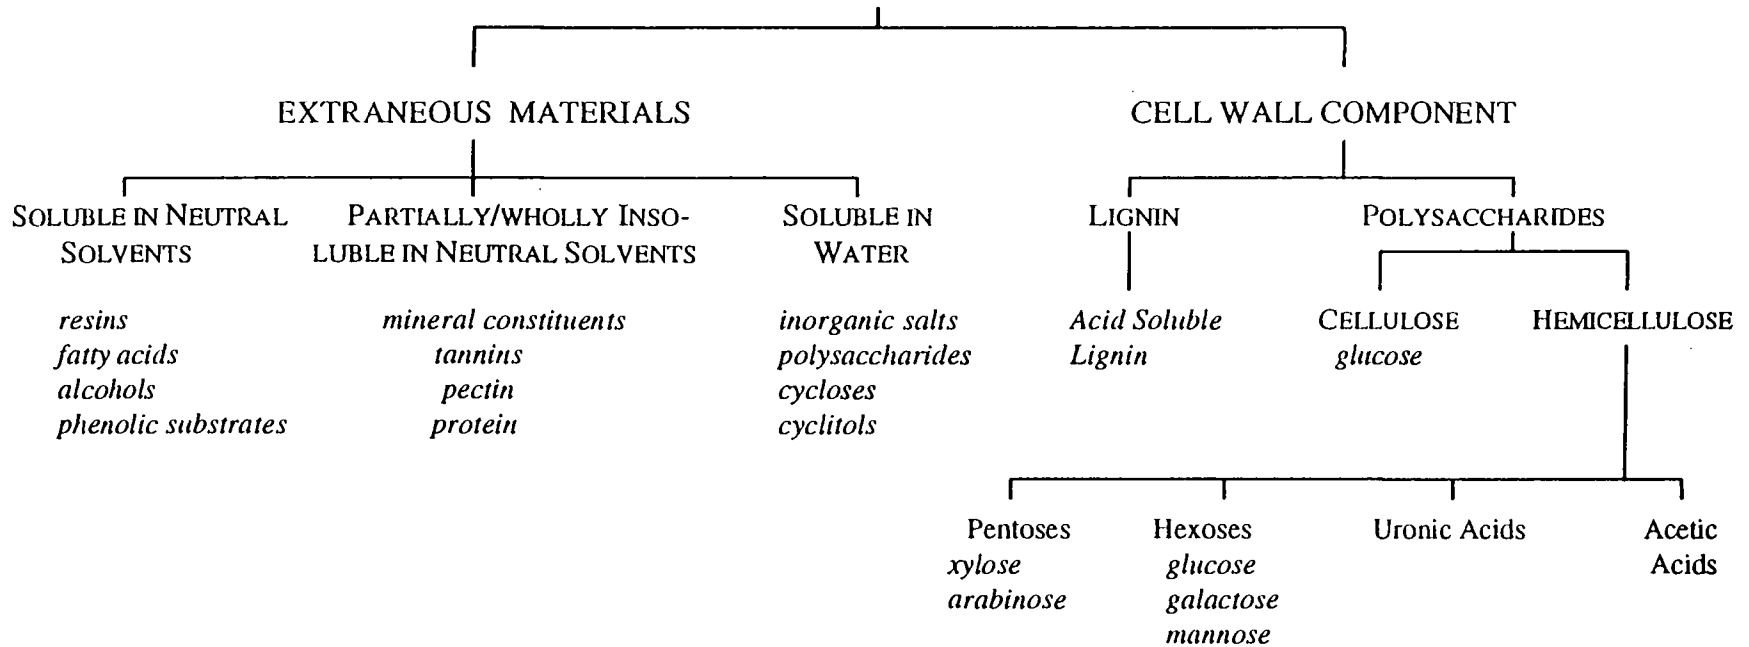 EXTRANEOUS MATERIALS
CELL WALL COMPONENT
SOLUBLE IN NEUTRAL
SOLVENTS
PARTIALLY/WHOLLY INSO-
LUBLE IN NEUTRAL SOLVENTS
SOLUBLE IN
WATER
LIGNIN
POLYSACCHARIDES
resins
fatty acids
alcohols
phenolic substrates
mineral constituents
tannins
pectin
protein
inorganic salts
polysaccharides
cycloses
cyclitols
Acid Soluble
Lignin
CELLULOSE
glucose
HEMICELLULOSE
Pentoses
xylose
arabinose
Hexoses
glucose
galactose
mannose
Uronic Acids
Acetic
Acids